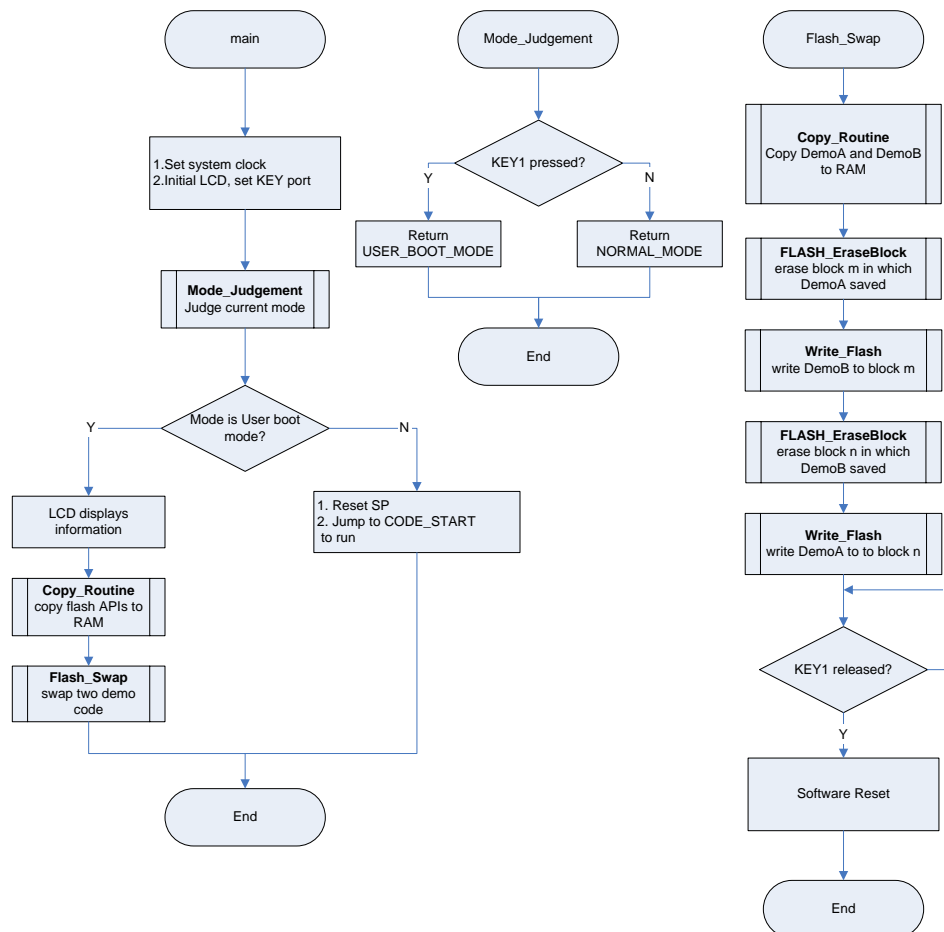 main
1.Set system clock
2.Initial LCD, set KEY port
Mode_Judgement
Judge current mode
Mode is User boot
mode?
Y
N
LCD displays
information
1. Reset SP
2. Jump to CODE_START
to run
Copy_Routine
copy flash APIs to
RAM
Flash_Swap
swap two demo
code
End
Mode_Judgement
KEY1 pressed?
Y
N
Return
USER_BOOT_MODE
Return
NORMAL_MODE
End
Flash_Swap
Copy_Routine
Copy DemoA and DemoB
to RAM
FLASH_EraseBlock
erase block m in which
DemoA saved
Write_Flash
write DemoB to block m
FLASH_EraseBlock
erase block n in which
DemoB saved
Write_Flash
write DemoA to to block n
KEY1 released?
Y
Software Reset
End